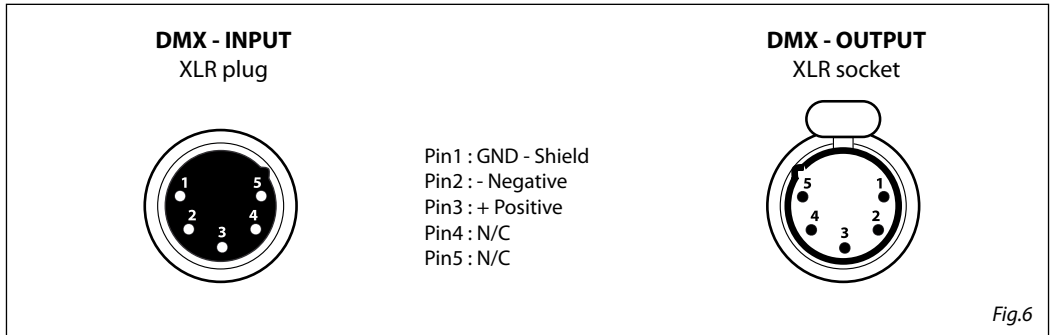 DMX - INPUT
XLR plug
DMX - OUTPUT
XLR socket
1
5
2
4
3
Pin1 : GND - Shield
Pin2 : - Negative
Pin3 : + Positive
Pin4 : N/C
Pin5 : N/C
5
1
4
2
3
Fig.6